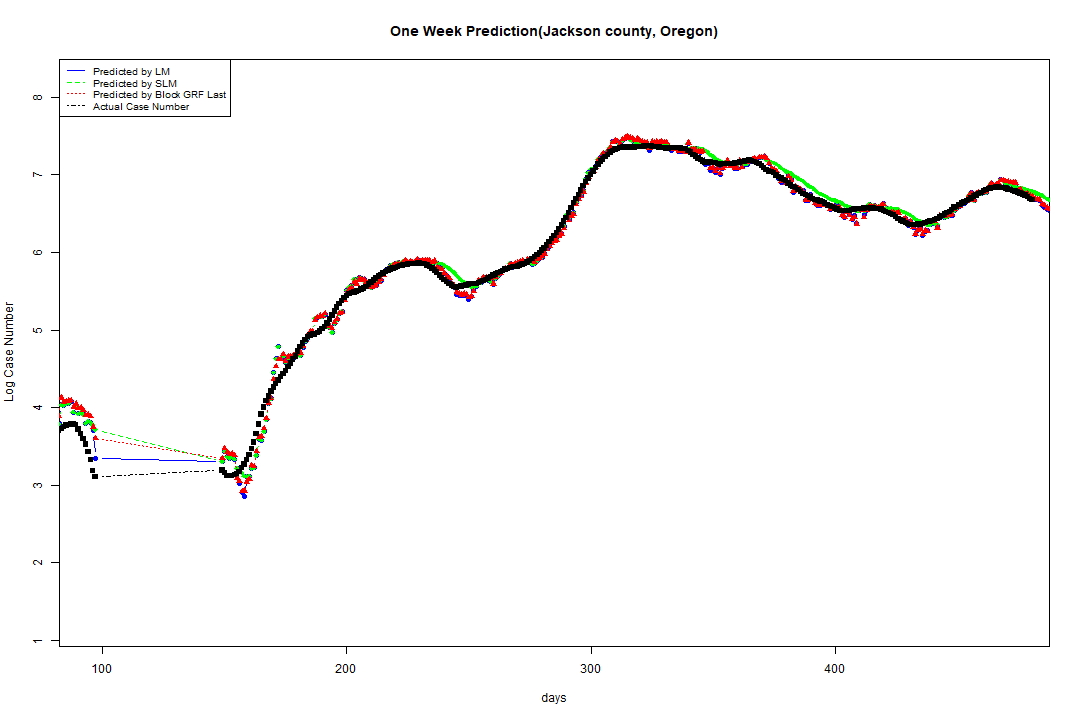 One Week Prediction(Jackson county, Oregon)
Predicted by LM
Predicted by SLM
Predicted by Block GRF Last
Actual Case Number
Log Case Number
8
7
6
5
4
3
2
1
100 200 300 400
days